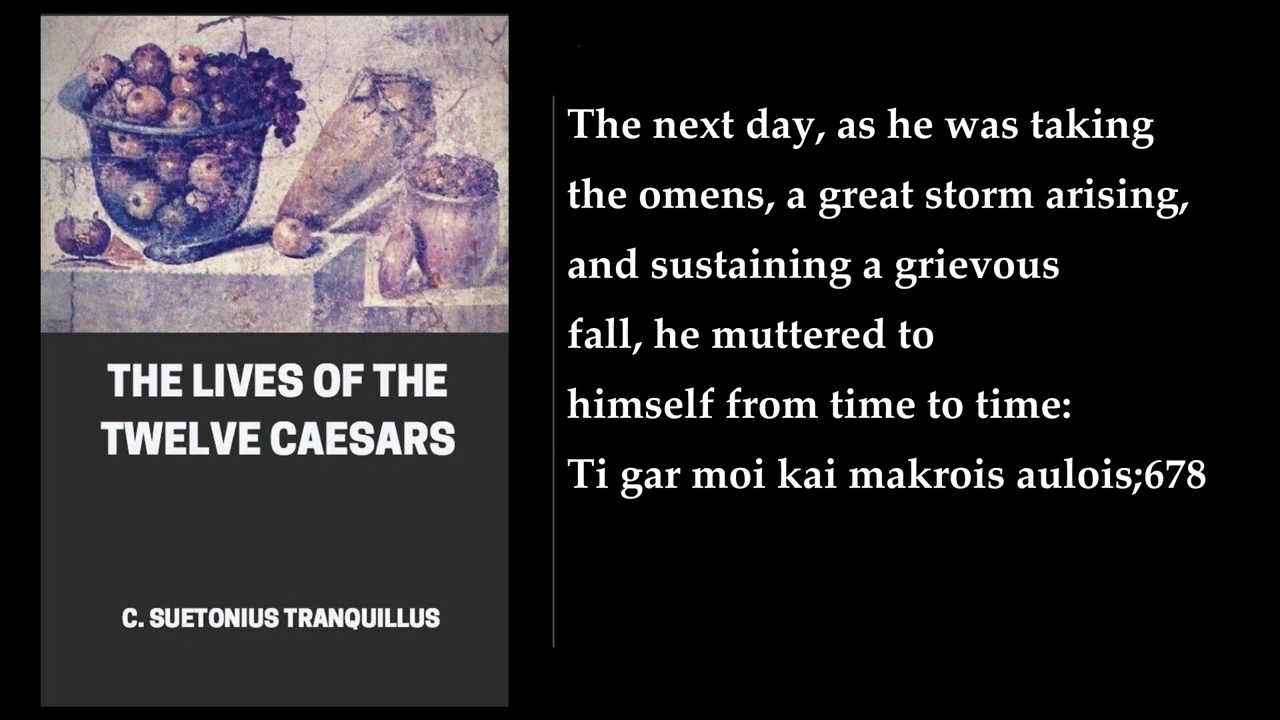 THE LIVES OF THE
TWELVE CAESARS
C. SUETONIUS TRANQUILLUS
The next day, as he was taking
the omens, a great storm arising,
and sustaining a grievous
fall, he muttered to
himself from time to time:
Ti gar moi kai makrois aulois;678